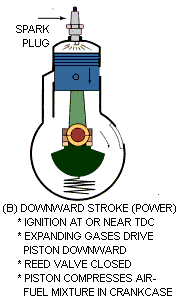 SPARK
PLUG
(B) DOWNWARD STROKE (POWER)
* IGNITION AT OR NEAR TDC
* EXPANDING GASES DRIVE
PISTON DOWNWARD
* REED VALVE CLOSED
* PISTON COMPRESSES AIR-
FUEL MIXTURE IN CRANKCASE